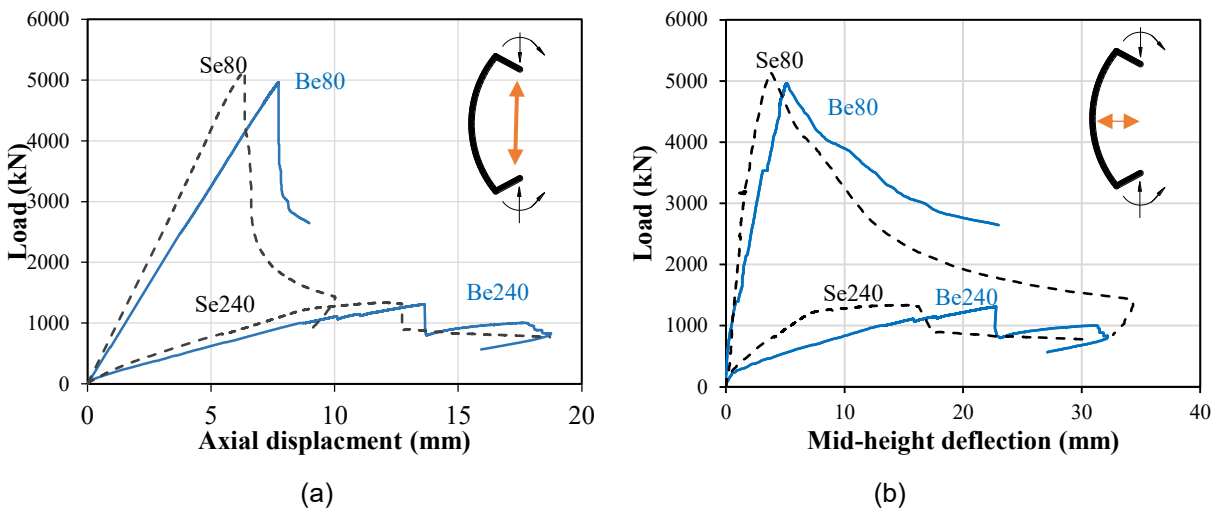 6000
5000
4000
3000
2000
1000
0
Load (kN)
Se80
Be80
Se240
Be240
0 5 10 15 20
Axial displacment (mm)
(a)
6000
5000
4000
3000
2000
1000
0
Load (kN)
Se80
Be80
Se240
Be240
0 10 20 30 40
Mid-height deflection (mm)
(b)